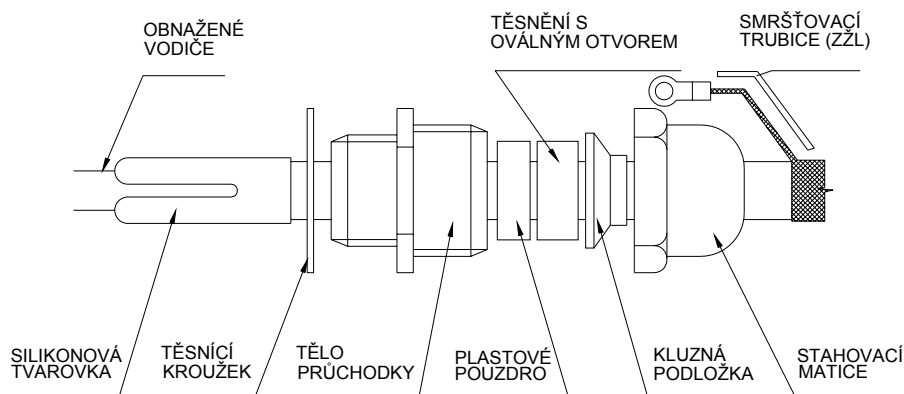 OBNAŽENÉ
VODIČE
TĚSNĚNÍ S
OVÁLNÝM OTVOREM
SMRŠŤOVACÍ
TRUBICE (ZŽL)
SILIKONOVÁ
TVAROVKA
TĚSNÍCÍ
KROUŽEK
TĚLO
PRŮCHODKY
PLASTOVÉ
POUZDRO
KLUZNÁ
PODLOŽKA
STAHOVACÍ
MATICE